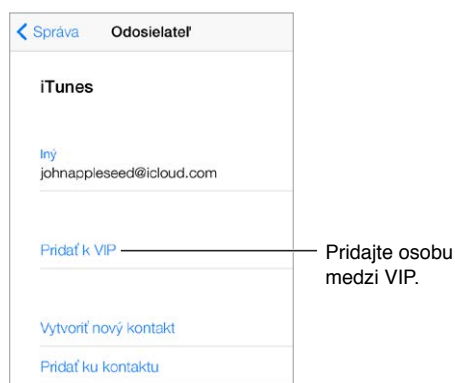 Správa Odosielateľ
iTunes
Iný
johnappleseed@icloud.com
Pridať k VIP
Pridajte osobu
medzi VIP.
Vytvoriť nový kontakt
Pridať ku kontaktu